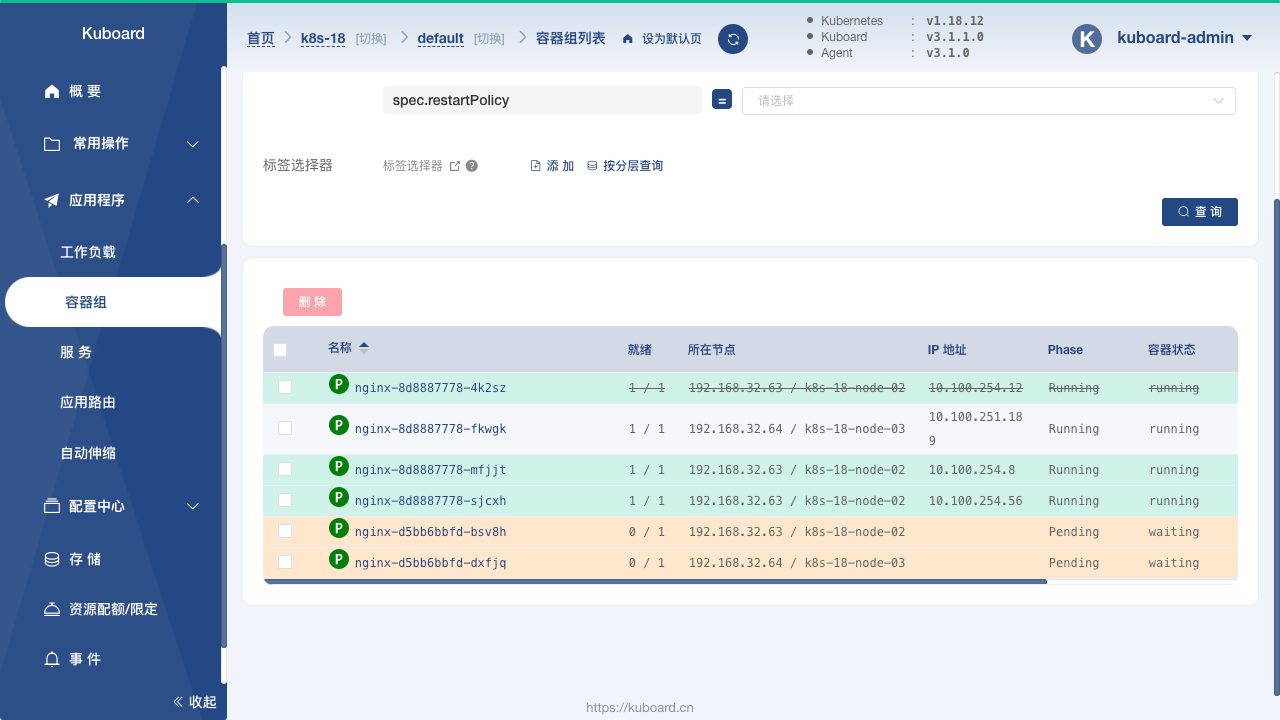 Kuboard
概 要
常用操作
应用程序
工作负载
容器组
服 务
应用路由
自动伸缩
配置中心
存 储
资源配额/限定
事 件
收起
首页 k8s-18 [切换] default [切换] 容器组列表 设为默认页
Kubernetes : v1.18.12
Kuboard : v3.1.1.0
Agent : v3.1.0
K kuboard-admin
spec.restartPolicy = 请选择
标签选择器 标签选择器 ? 添 加 按分层查询
查 询
删 除
名称 就绪 所在节点 IP 地址 Phase 容器状态
P nginx-8d8887778-4k2sz 1 / 1 192.168.32.63 / k8s-18-node-02 10.100.254.12 Running running
P nginx-8d8887778-fkwgk 1 / 1 192.168.32.64 / k8s-18-node-03 10.100.251.18
9 Running running
P nginx-8d8887778-mfjjt 1 / 1 192.168.32.63 / k8s-18-node-02 10.100.254.8 Running running
P nginx-8d8887778-sjcxh 1 / 1 192.168.32.63 / k8s-18-node-02 10.100.254.56 Running running
P nginx-d5bb6bbfd-bsv8h 0 / 1 192.168.32.63 / k8s-18-node-02 Pending waiting
P nginx-d5bb6bbfd-dxfjq 0 / 1 192.168.32.64 / k8s-18-node-03 Pending waiting
https://kuboard.cn